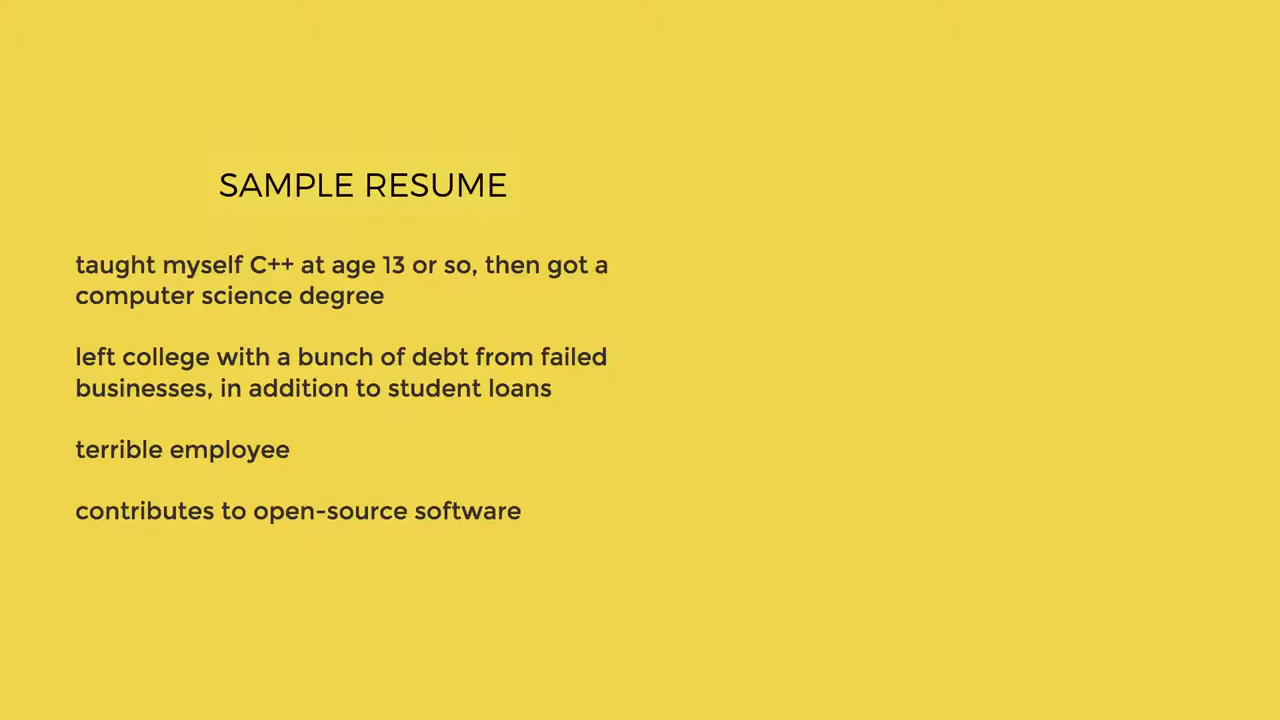 SAMPLE RESUME
taught myself C++ at age 13 or so, then got a
computer science degree
left college with a bunch of debt from failed
businesses, in addition to student loans
terrible employee
contributes to open-source software